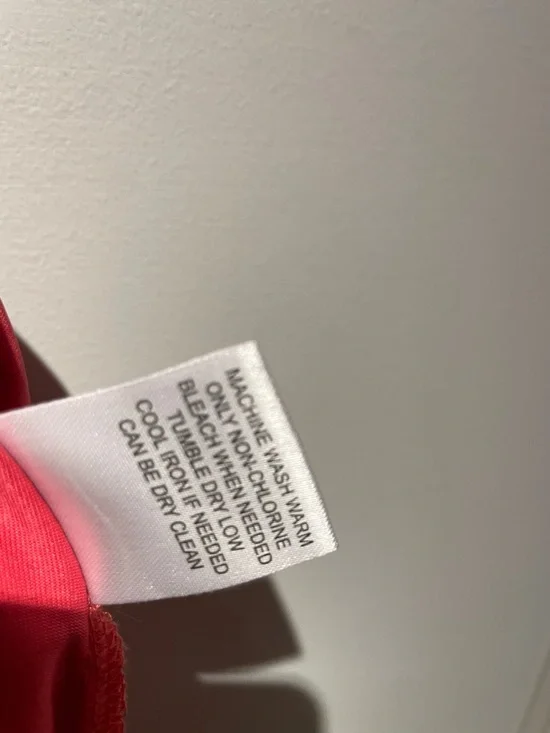 MACHINE WASH WARM
ONLY NON-CHLORINE
BLEACH WHEN NEEDED
TUMBLE DRY LOW
COOL IRON IF NEEDED
CAN BE DRY CLEAN